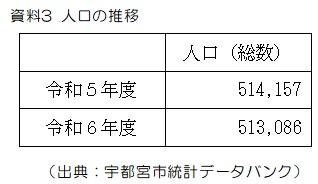 資料3 人口の推移
人口（総数）
令和５年度 514,157
令和６年度 513,086
（出典：宇都宮市統計データバンク）